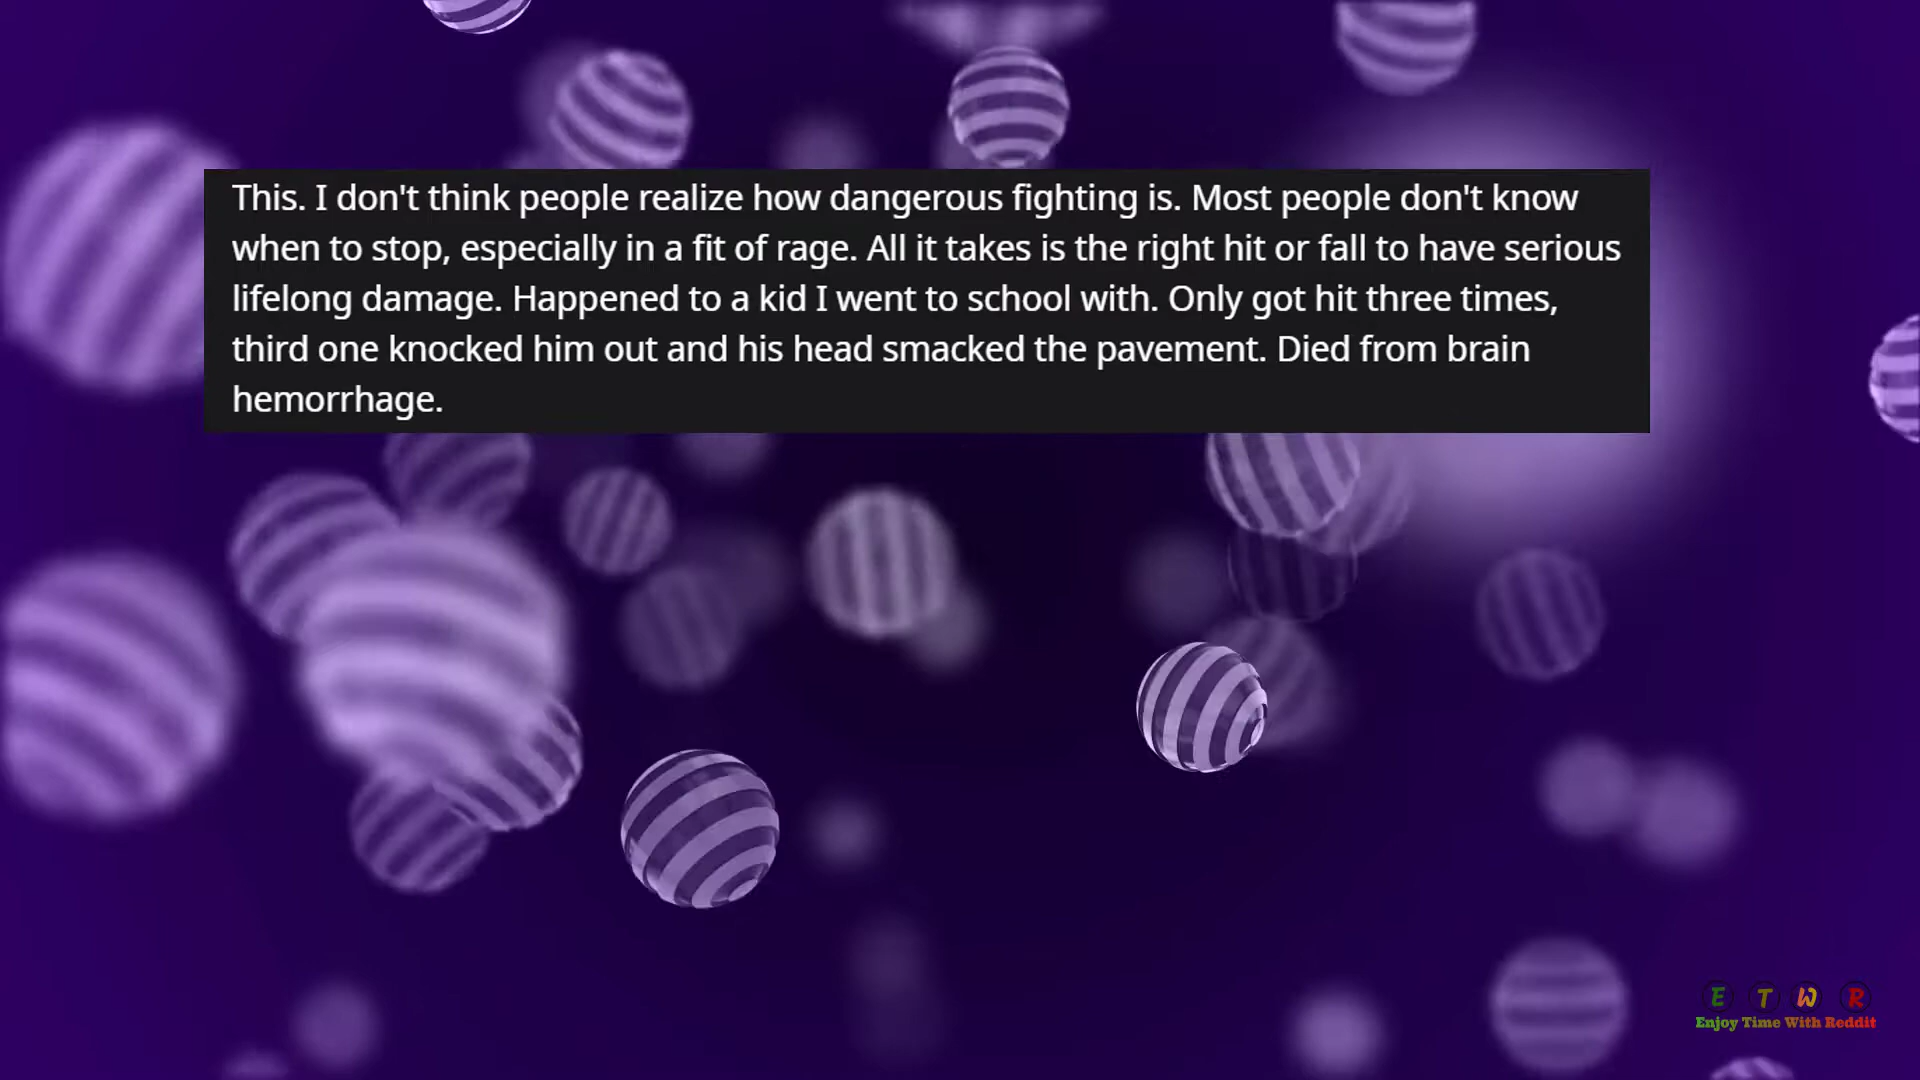 This. I don't think people realize how dangerous fighting is. Most people don't know
when to stop, especially in a fit of rage. All it takes is the right hit or fall to have serious
lifelong damage. Happened to a kid I went to school with. Only got hit three times,
third one knocked him out and his head smacked the pavement. Died from brain
hemorrhage.
E T W R
Enjoy Time With Reddit